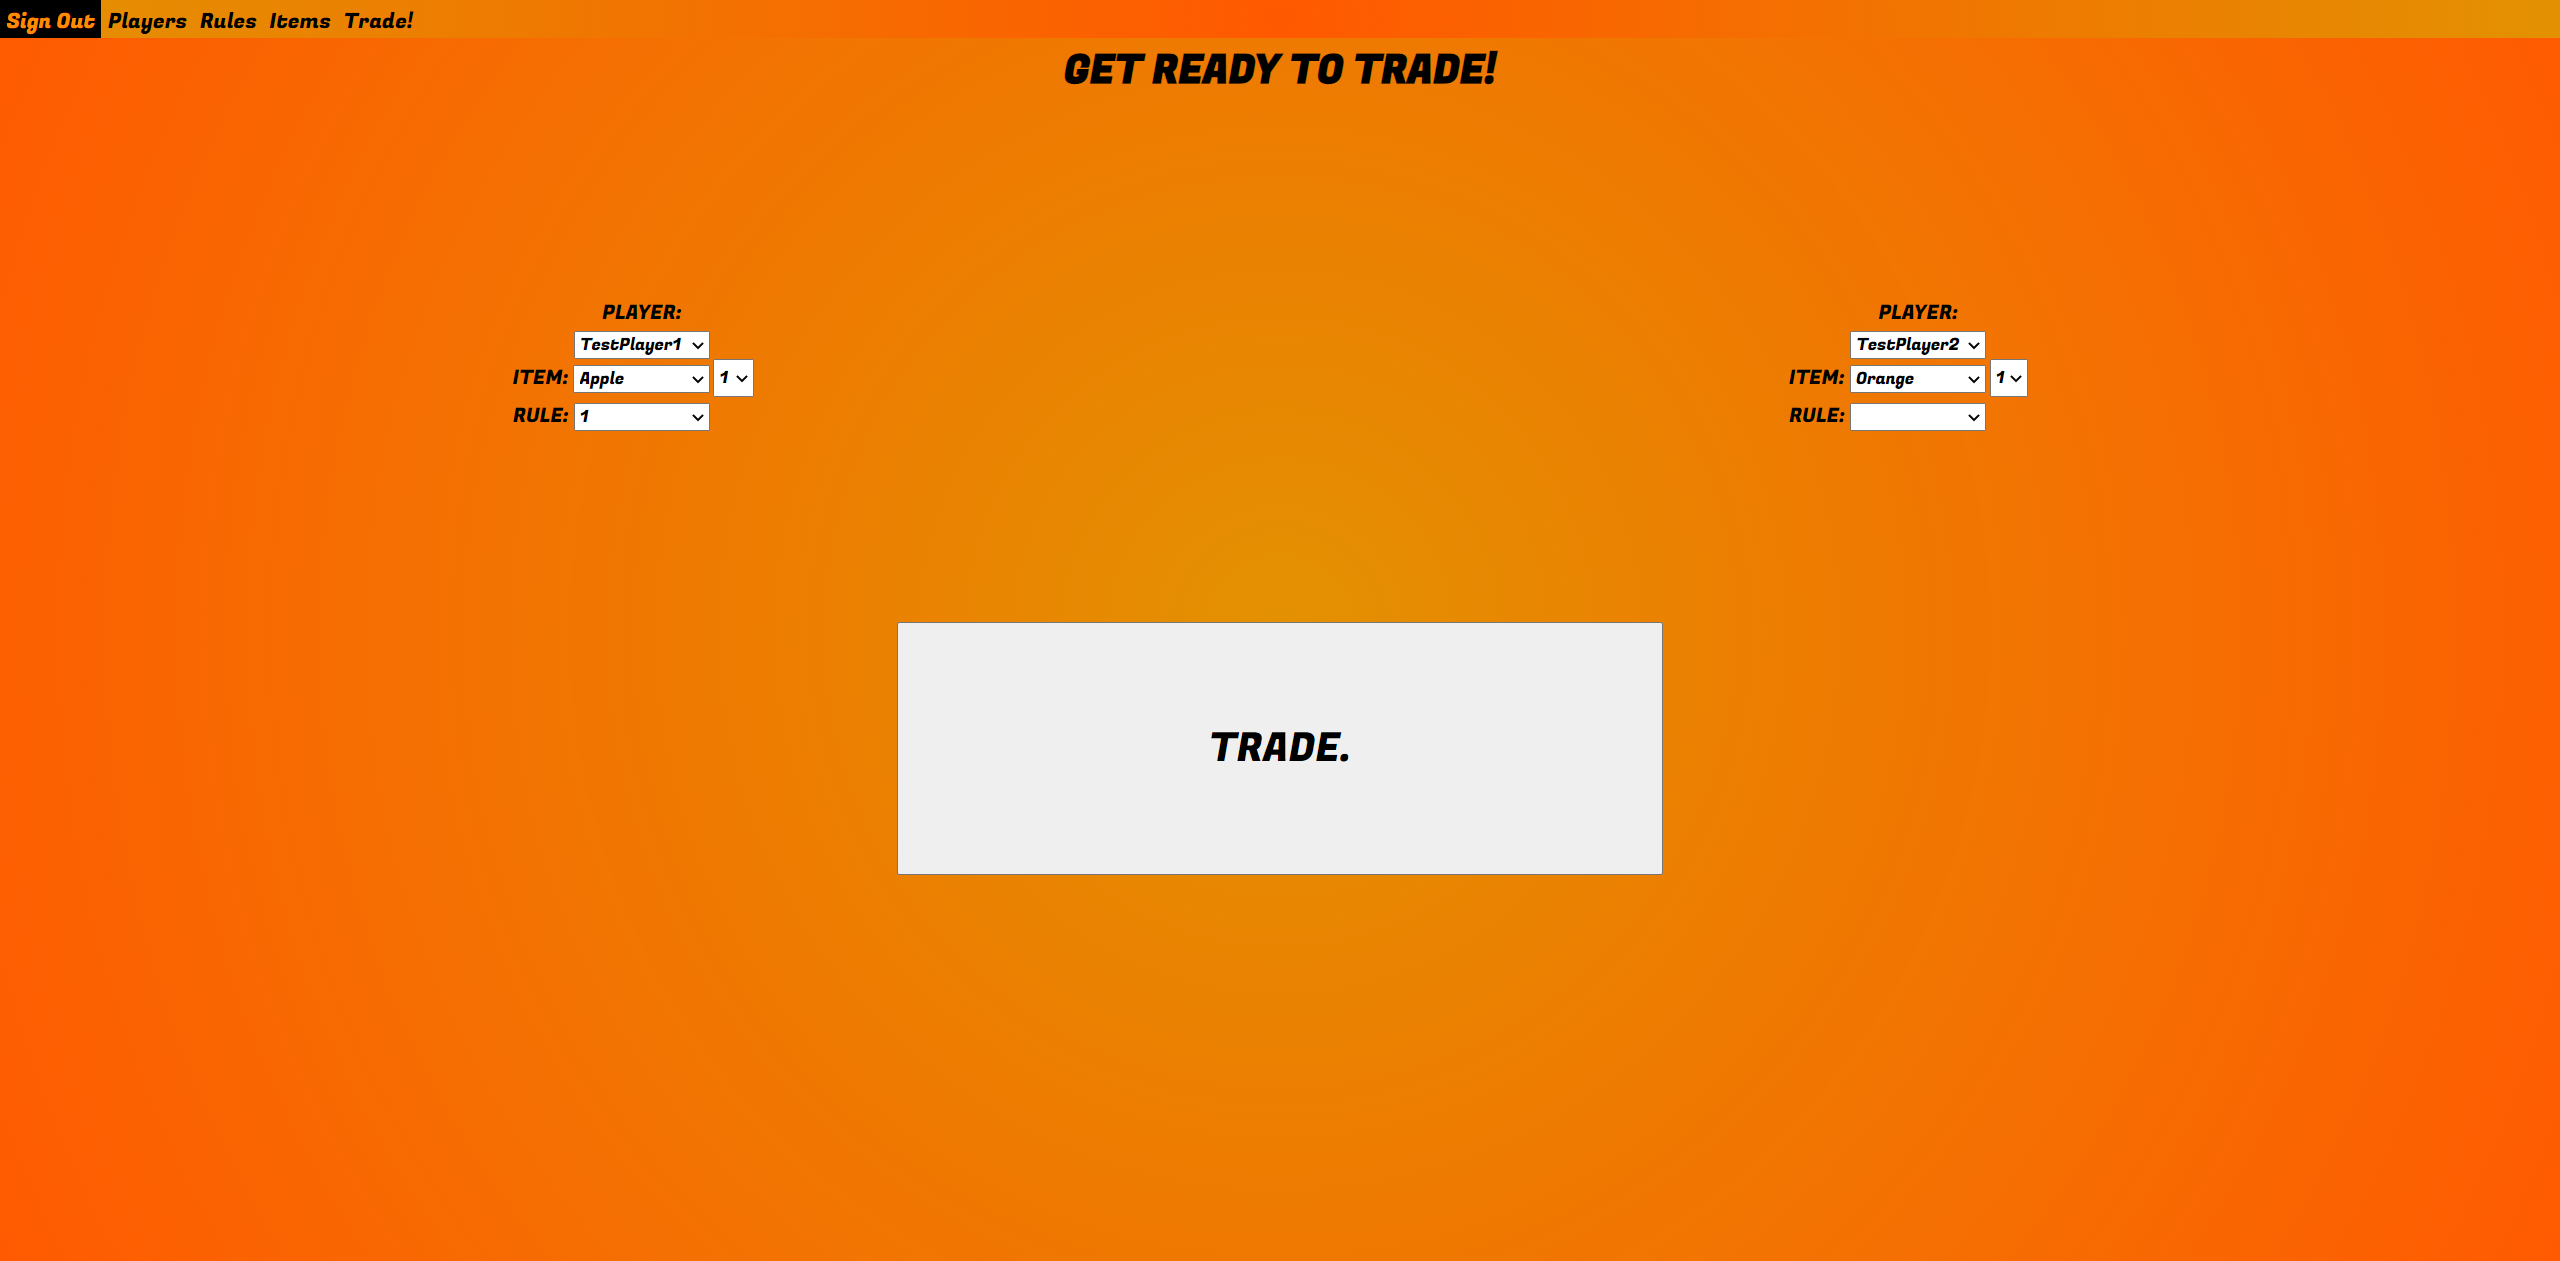 Sign Out Players Rules Items Trade!
GET READY TO TRADE!
PLAYER:
TestPlayer1
ITEM: Apple 1
RULE: 1
PLAYER:
TestPlayer2
ITEM: Orange 1
RULE:
TRADE.